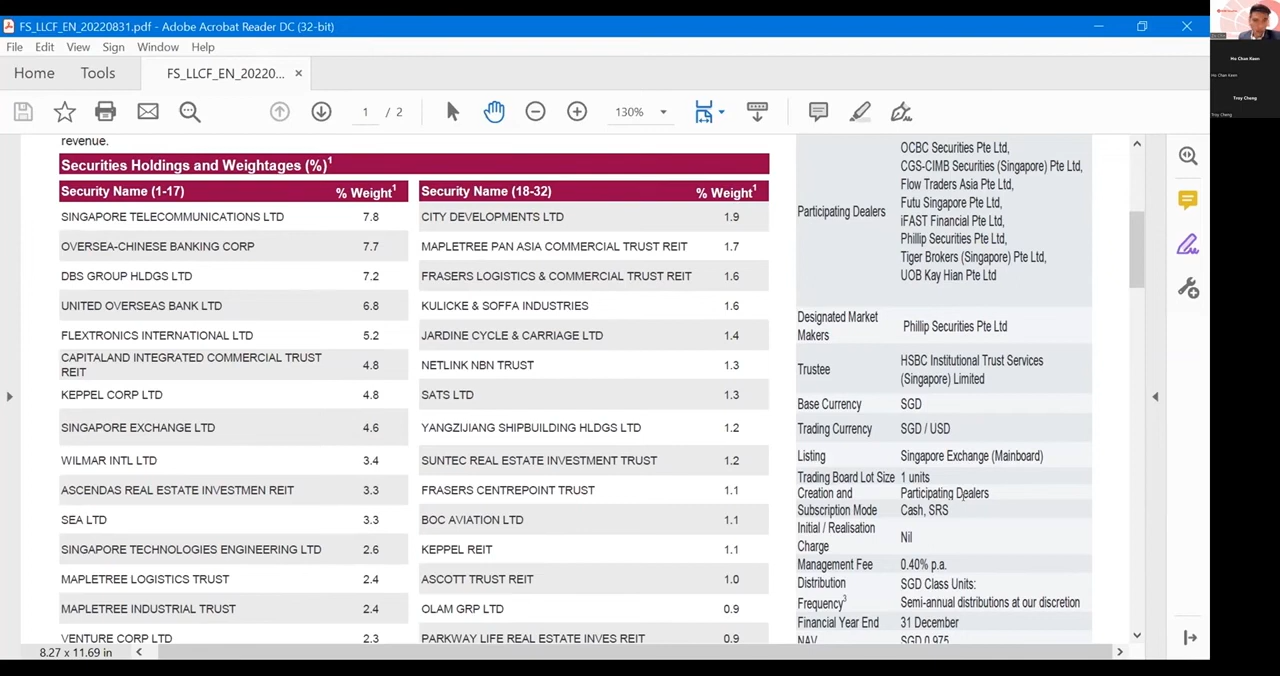 FS_LLCF_EN_20220831.pdf - Adobe Acrobat Reader DC (32-bit)
File Edit View Sign Window Help
Home Tools FS_LLCF_EN_20220... ×
1 / 2 130%
revenue.
Securities Holdings and Weightages (%)1
Security Name (1-17) % Weight1 Security Name (18-32) % Weight1
SINGAPORE TELECOMMUNICATIONS LTD 7.8 CITY DEVELOPMENTS LTD 1.9
OVERSEA-CHINESE BANKING CORP 7.7 MAPLETREE PAN ASIA COMMERCIAL TRUST REIT 1.7
DBS GROUP HLDGS LTD 7.2 FRASERS LOGISTICS & COMMERCIAL TRUST REIT 1.6
UNITED OVERSEAS BANK LTD 6.8 KULICKE & SOFFA INDUSTRIES 1.6
FLEXTRONICS INTERNATIONAL LTD 5.2 JARDINE CYCLE & CARRIAGE LTD 1.4
CAPITALAND INTEGRATED COMMERCIAL TRUST
REIT 4.8 NETLINK NBN TRUST 1.3
KEPPEL CORP LTD 4.8 SATS LTD 1.3
SINGAPORE EXCHANGE LTD 4.6 YANGZIJIANG SHIPBUILDING HLDGS LTD 1.2
WILMAR INTL LTD 3.4 SUNTEC REAL ESTATE INVESTMENT TRUST 1.2
ASCENDAS REAL ESTATE INVESTMEN REIT 3.3 FRASERS CENTREPOINT TRUST 1.1
SEA LTD 3.3 BOC AVIATION LTD 1.1
SINGAPORE TECHNOLOGIES ENGINEERING LTD 2.6 KEPPEL REIT 1.1
MAPLETREE LOGISTICS TRUST 2.4 ASCOTT TRUST REIT 1.0
MAPLETREE INDUSTRIAL TRUST 2.4 OLAM GRP LTD 0.9
VENTURE CORP LTD 2.3 PARKWAY LIFE REAL ESTATE INVES REIT 0.9
Participating Dealers
OCBC Securities Pte Ltd,
CGS-CIMB Securities (Singapore) Pte Ltd,
Flow Traders Asia Pte Ltd,
Futu Singapore Pte Ltd,
iFAST Financial Pte Ltd,
Phillip Securities Pte Ltd,
Tiger Brokers (Singapore) Pte Ltd,
UOB Kay Hian Pte Ltd
Designated Market
Makers
Phillip Securities Pte Ltd
Trustee
HSBC Institutional Trust Services
(Singapore) Limited
Base Currency SGD
Trading Currency SGD / USD
Listing Singapore Exchange (Mainboard)
Trading Board Lot Size 1 units
Creation and Participating Dealers
Subscription Mode Cash, SRS
Initial / Realisation
Charge
Nil
Management Fee 0.40% p.a.
Distribution SGD Class Units:
Frequency3 Semi-annual distributions at our discretion
Financial Year End 31 December
NAV SGD 0.975
8.27 x 11.69 in
Ho Chan Keen
Ho Chan Keen
Troy Cheng
Troy Cheng